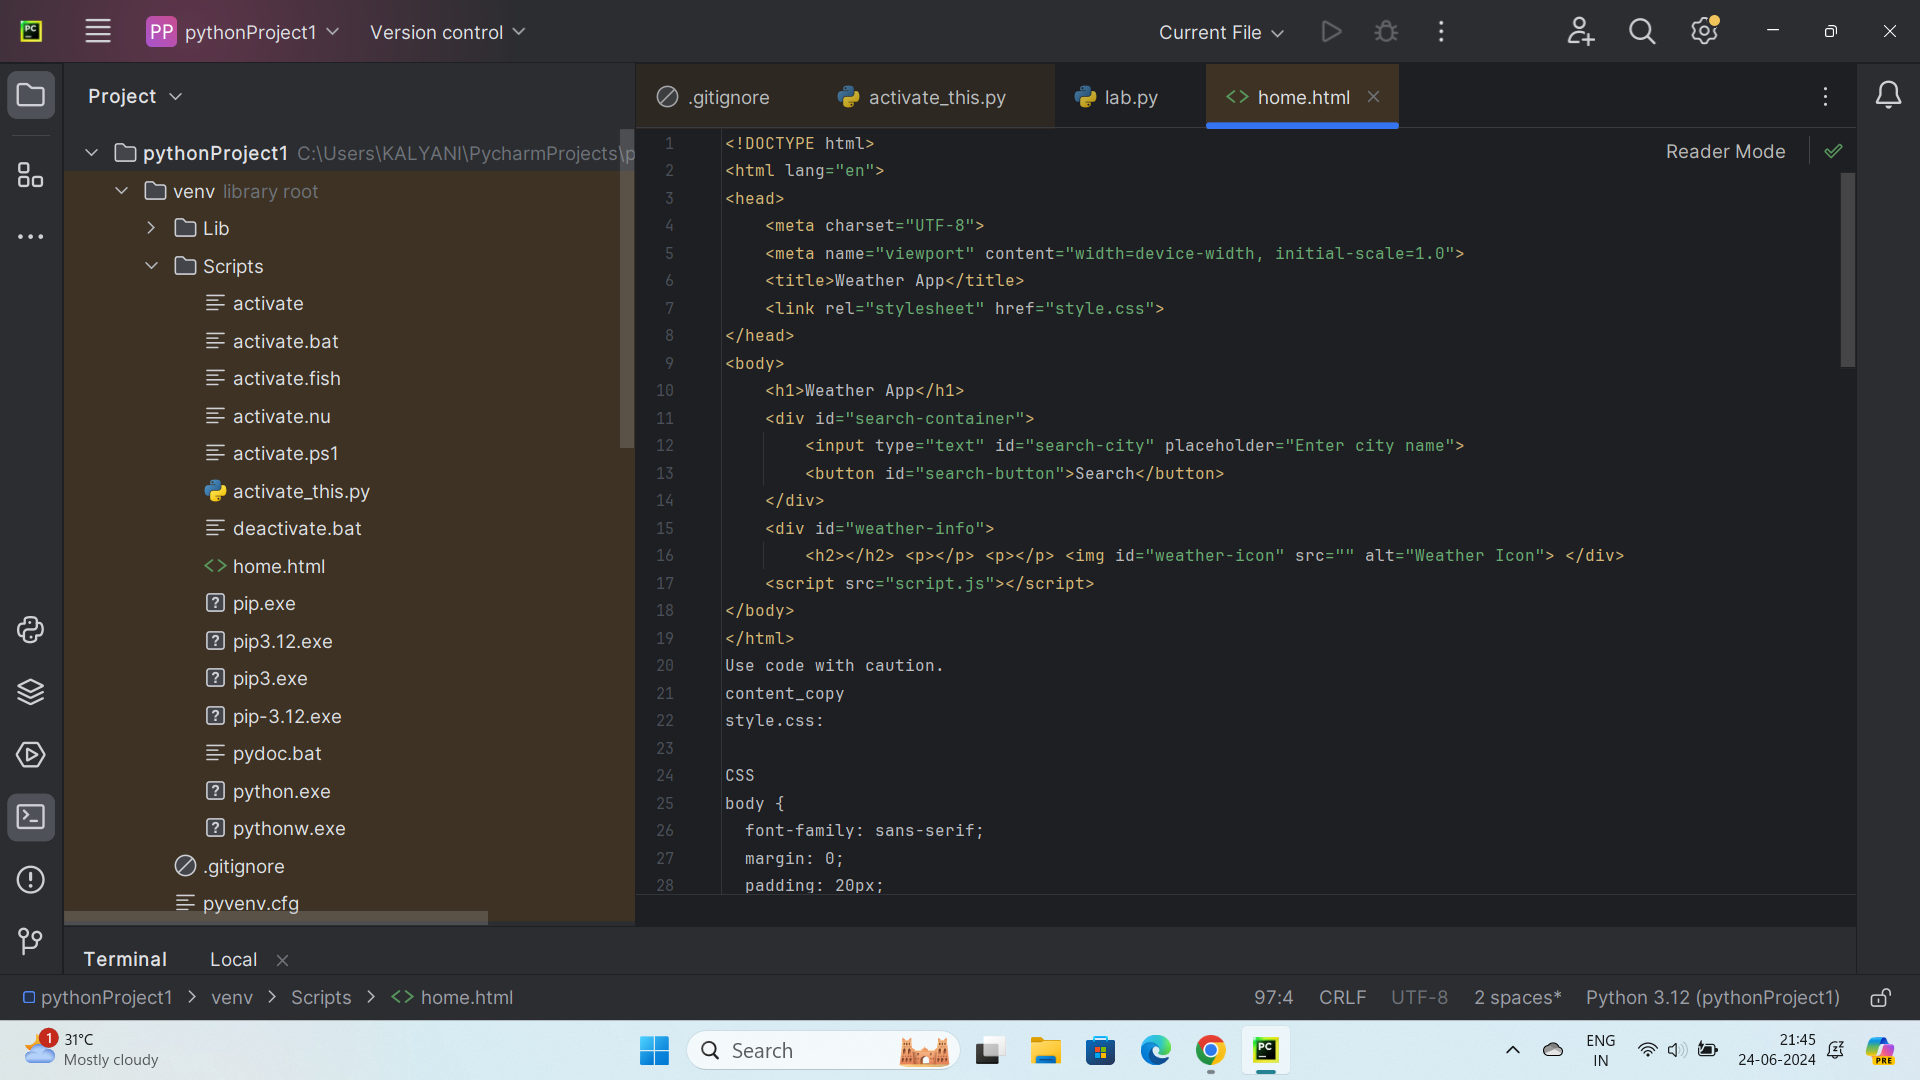 PC
PP pythonProject1
Version control
Current File
Project
.gitignore
activate_this.py
lab.py
home.html
pythonProject1 C:\Users\KALYANI\PycharmProjects\p
venv library root
Lib
Scripts
activate
activate.bat
activate.fish
activate.nu
activate.ps1
activate_this.py
deactivate.bat
home.html
pip.exe
pip3.12.exe
pip3.exe
pip-3.12.exe
pydoc.bat
python.exe
pythonw.exe
.gitignore
pyvenv.cfg
Reader Mode
1 <!DOCTYPE html>
2 <html lang="en">
3 <head>
4 <meta charset="UTF-8">
5 <meta name="viewport" content="width=device-width, initial-scale=1.0">
6 <title>Weather App</title>
7 <link rel="stylesheet" href="style.css">
8 </head>
9 <body>
10 <h1>Weather App</h1>
11 <div id="search-container">
12 <input type="text" id="search-city" placeholder="Enter city name">
13 <button id="search-button">Search</button>
14 </div>
15 <div id="weather-info">
16 <h2></h2> <p></p> <p></p> <img id="weather-icon" src="" alt="Weather Icon"> </div>
17 <script src="script.js"></script>
18 </body>
19 </html>
20 Use code with caution.
21 content_copy
22 style.css:
23
24 CSS
25 body {
26 font-family: sans-serif;
27 margin: 0;
28 padding: 20px;
Terminal
Local
pythonProject1 > venv > Scripts > home.html
97:4
CRLF
UTF-8
2 spaces*
Python 3.12 (pythonProject1)
1
31°C
Mostly cloudy
Search
PC
ENG
IN
21:45
24-06-2024
PRE